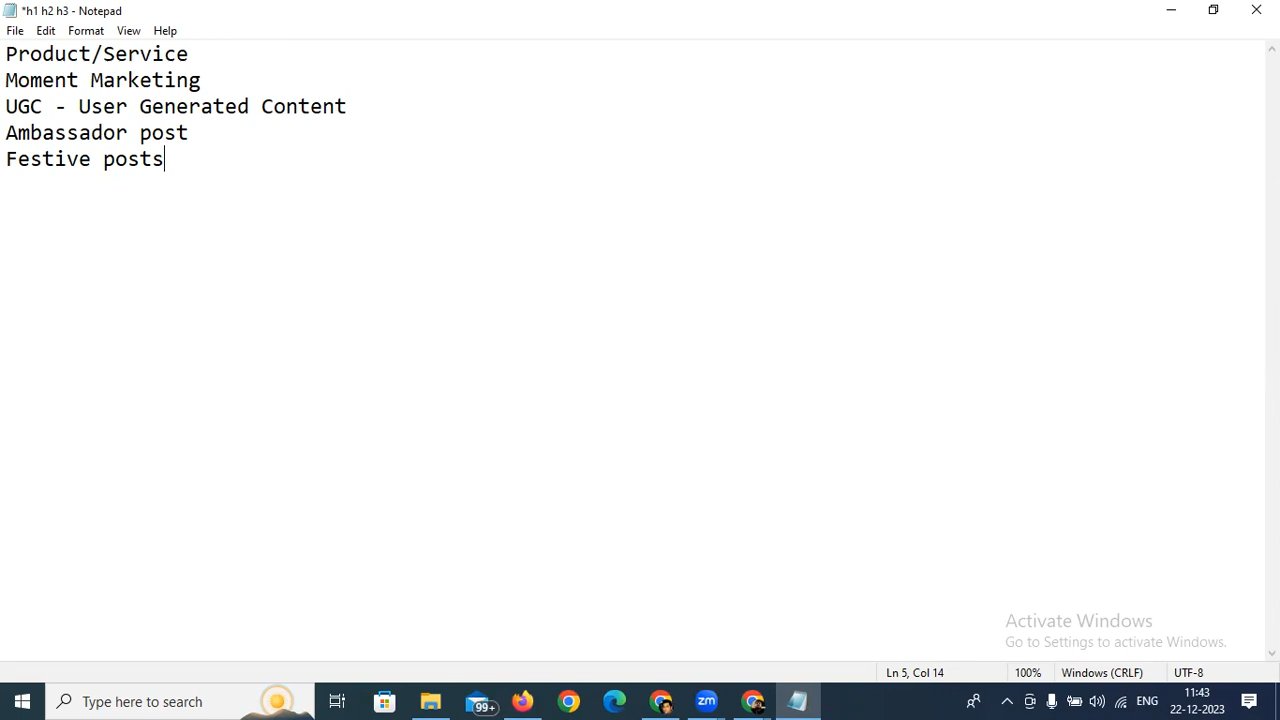 *h1 h2 h3 - Notepad
File Edit Format View Help
Product/Service
Moment Marketing
UGC - User Generated Content
Ambassador post
Festive posts
Activate Windows
Go to Settings to activate Windows.
Ln 5, Col 14 100% Windows (CRLF) UTF-8
Type here to search 99+ zm ENG 11:43
22-12-2023